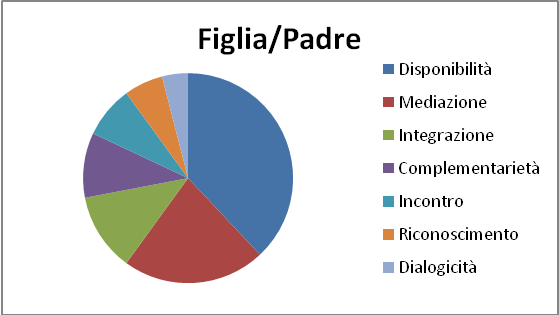 Figlia/Padre
Disponibilità
Mediazione
Integrazione
Complementarietà
Incontro
Riconoscimento
Dialogicità